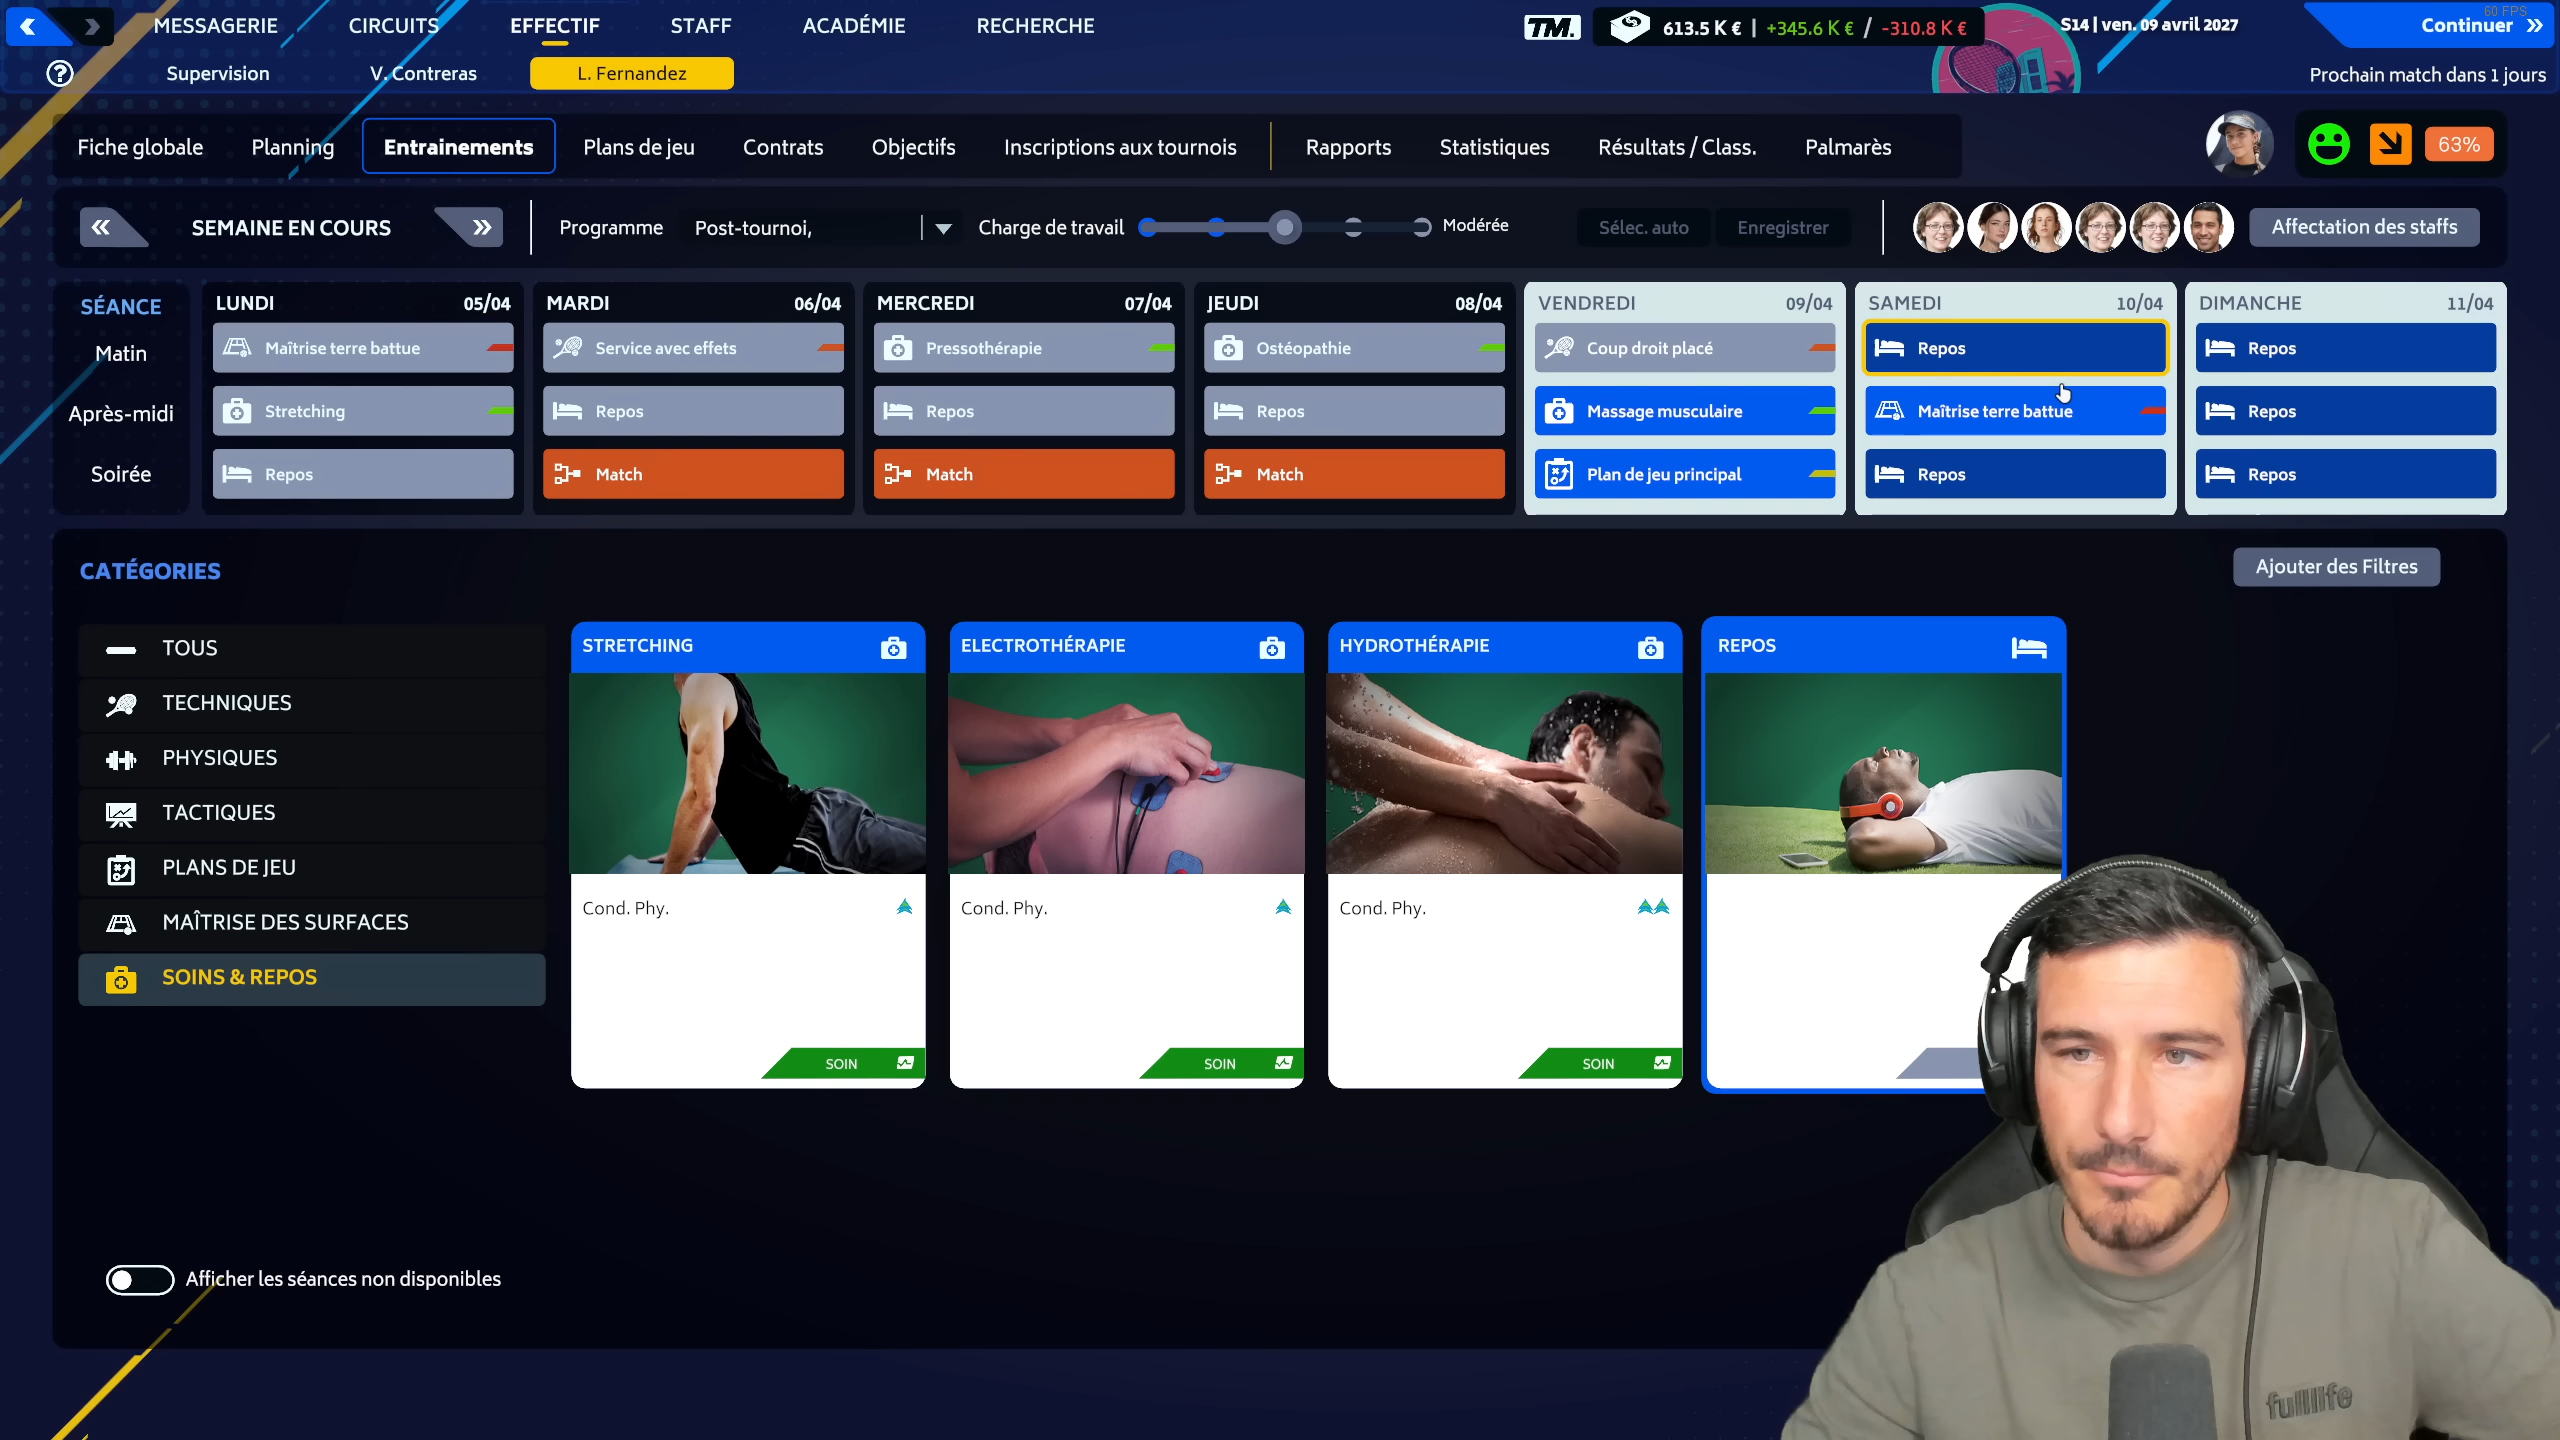 MESSAGERIE CIRCUITS EFFECTIF STAFF ACADÉMIE RECHERCHE
TM. 613.5 K € | +345.6 K € / -310.8 K €
S14 | ven. 09 avril 2027
60 FPS
Continuer
Supervision V. Contreras L. Fernandez
Prochain match dans 1 jours
Fiche globale Planning Entrainements Plans de jeu Contrats Objectifs Inscriptions aux tournois Rapports Statistiques Résultats / Class. Palmarès
63%
SEMAINE EN COURS
Programme Post-tournoi,
Charge de travail Modérée
Sélec. auto Enregistrer
Affectation des staffs
SÉANCE LUNDI 05/04 MARDI 06/04 MERCREDI 07/04 JEUDI 08/04 VENDREDI 09/04 SAMEDI 10/04 DIMANCHE 11/04
Matin Maîtrise terre battue Service avec effets Pressothérapie Ostéopathie Coup droit placé Repos Repos
Après-midi Stretching Repos Repos Repos Massage musculaire Maîtrise terre battue Repos
Soirée Repos Match Match Match Plan de jeu principal Repos Repos
CATÉGORIES
Ajouter des Filtres
TOUS
TECHNIQUES
PHYSIQUES
TACTIQUES
PLANS DE JEU
MAÎTRISE DES SURFACES
SOINS & REPOS
STRETCHING
Cond. Phy.
SOIN
ELECTROTHÉRAPIE
Cond. Phy.
SOIN
HYDROTHÉRAPIE
Cond. Phy.
SOIN
REPOS
Afficher les séances non disponibles
fulllife